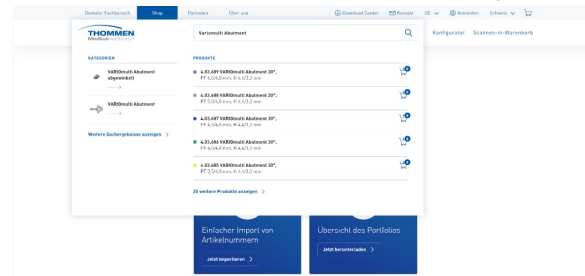 Dentaler Fachbereich
Shop
Patienten
Über uns
Download Center
Kontakt
DE
Anmelden
Schweiz
THOMMEN
Medical
Variomulti Abutment
Konfigurator
Scannen-in-Warenkorb
KATEGORIEN
VARIOmulti Abutment
abgewinkelt
VARIOmulti Abutment
Weitere Suchergebnisse anzeigen
PRODUKTE
4.03.689 VARIOmulti Abutment 30°,
4.03.688 VARIOmulti Abutment 30°,
4.03.687 VARIOmulti Abutment 30°,
4.03.686 VARIOmulti Abutment 30°,
4.03.685 VARIOmulti Abutment 30°,
20 weitere Produkte anzeigen
Einfacher Import von
Artikelnummern
Jetzt importieren
Übersicht des Portfolios
Jetzt herunterladen